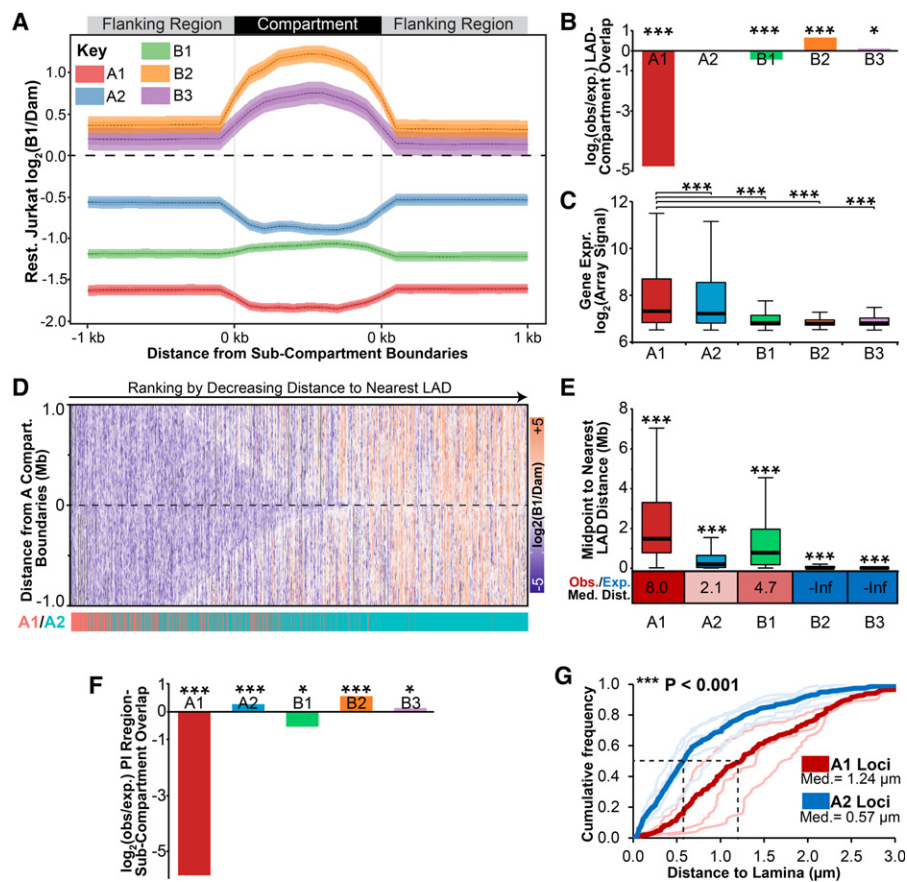 A
Flanking Region Compartment Flanking Region
Key
A1
A2
B1
B2
B3
Rest. Jurkat log2(B1/Dam)
1.0
0.5
0.0
-0.5
-1.0
-1.5
-2.0
-1 kb 0 kb 0 kb 1 kb
Distance from Sub-Compartment Boundaries
B
log2(obs/exp.) LAD-
Compartment Overlap
1
0
-1
-3
-5
*** *** *** *
A1 A2 B1 B2 B3
C
Gene Expr.
log2(Array Signal)
12
10
8
6
***
***
***
***
A1 A2 B1 B2 B3
D
Ranking by Decreasing Distance to Nearest LAD
Distance from A Compart.
Boundaries (Mb)
1.0
0
-1.0
+5
log2(B1/Dam)
-5
A1/A2
E
Midpoint to Nearest
LAD Distance (Mb)
8
6
4
2
0
*** *** *** *** ***
Obs./Exp.
Med. Dist.
8.0 2.1 4.7 -Inf -Inf
A1 A2 B1 B2 B3
F
log2(obs/exp.) PI Region-
Sub-Compartment Overlap
1
0
-1
-3
-5
*** *** * *** *
A1 A2 B1 B2 B3
G
*** P < 0.001
Cumulative frequency
1.0
0.8
0.6
0.4
0.2
0.0
A1 Loci
Med.= 1.24 µm
A2 Loci
Med.= 0.57 µm
0.0 0.5 1.0 1.5 2.0 2.5 3.0
Distance to Lamina (µm)